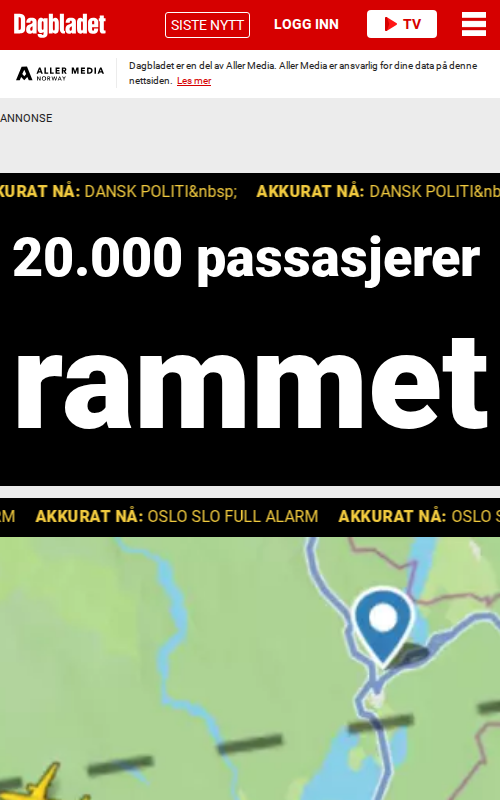 Dagbladet
SISTE NYTT
LOGG INN
TV
ALLER MEDIA
NORWAY
Dagbladet er en del av Aller Media. Aller Media er ansvarlig for dine data på denne
nettsiden. Les mer
ANNONSE
KURAT NÅ: DANSK POLITI&nbsp; AKKURAT NÅ: DANSK POLITI&nb
20.000 passasjerer
rammet
RM AKKURAT NÅ: OSLO SLO FULL ALARM AKKURAT NÅ: OSLO S